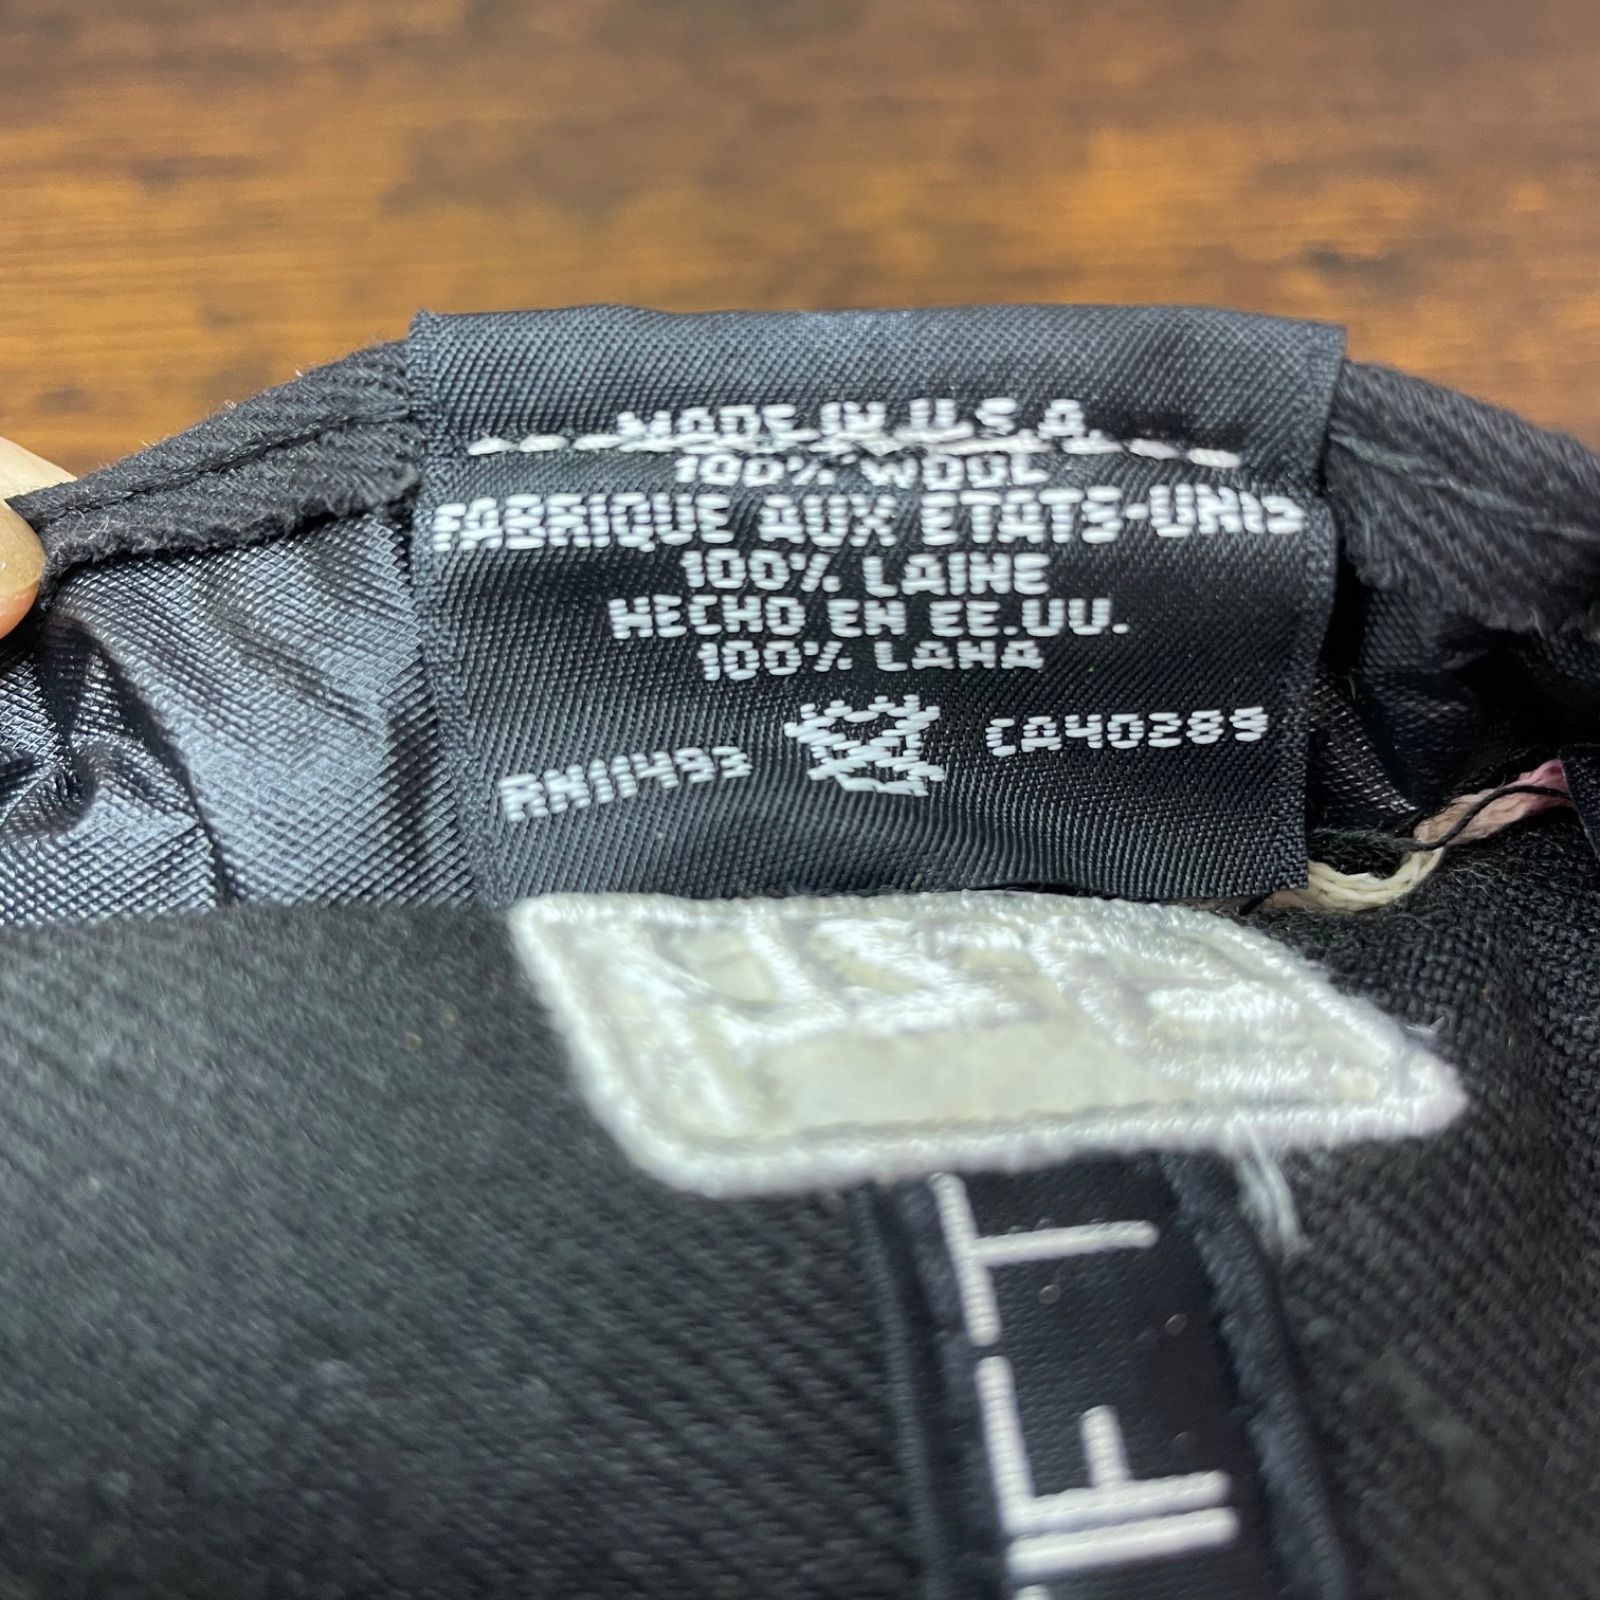 MADE IN U.S.A.
100% WOOL
FABRIQUE AUX ETATS-UNIS
100% LAINE
HECHO EN EE.UU.
100% LANA
RN11493 CA40289